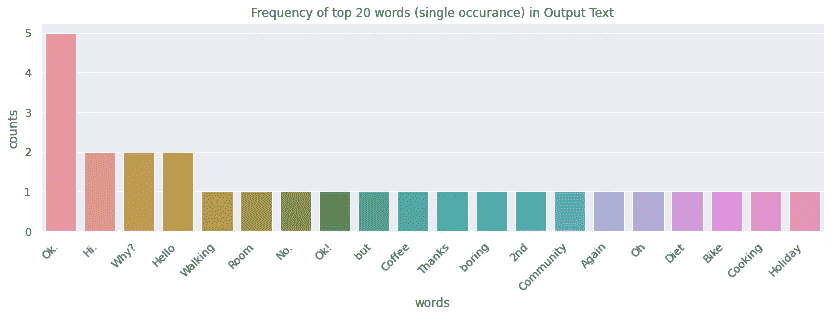 Frequency of top 20 words (single occurance) in Output Text
5
4
3
2
1
0
counts
Ok.
Hi.
Why?
Hello
Walking
Room
No.
Ok!
but
Coffee
Thanks
boring
2nd
Community
Again
Oh
Diet
Bike
Cooking
Holiday
words